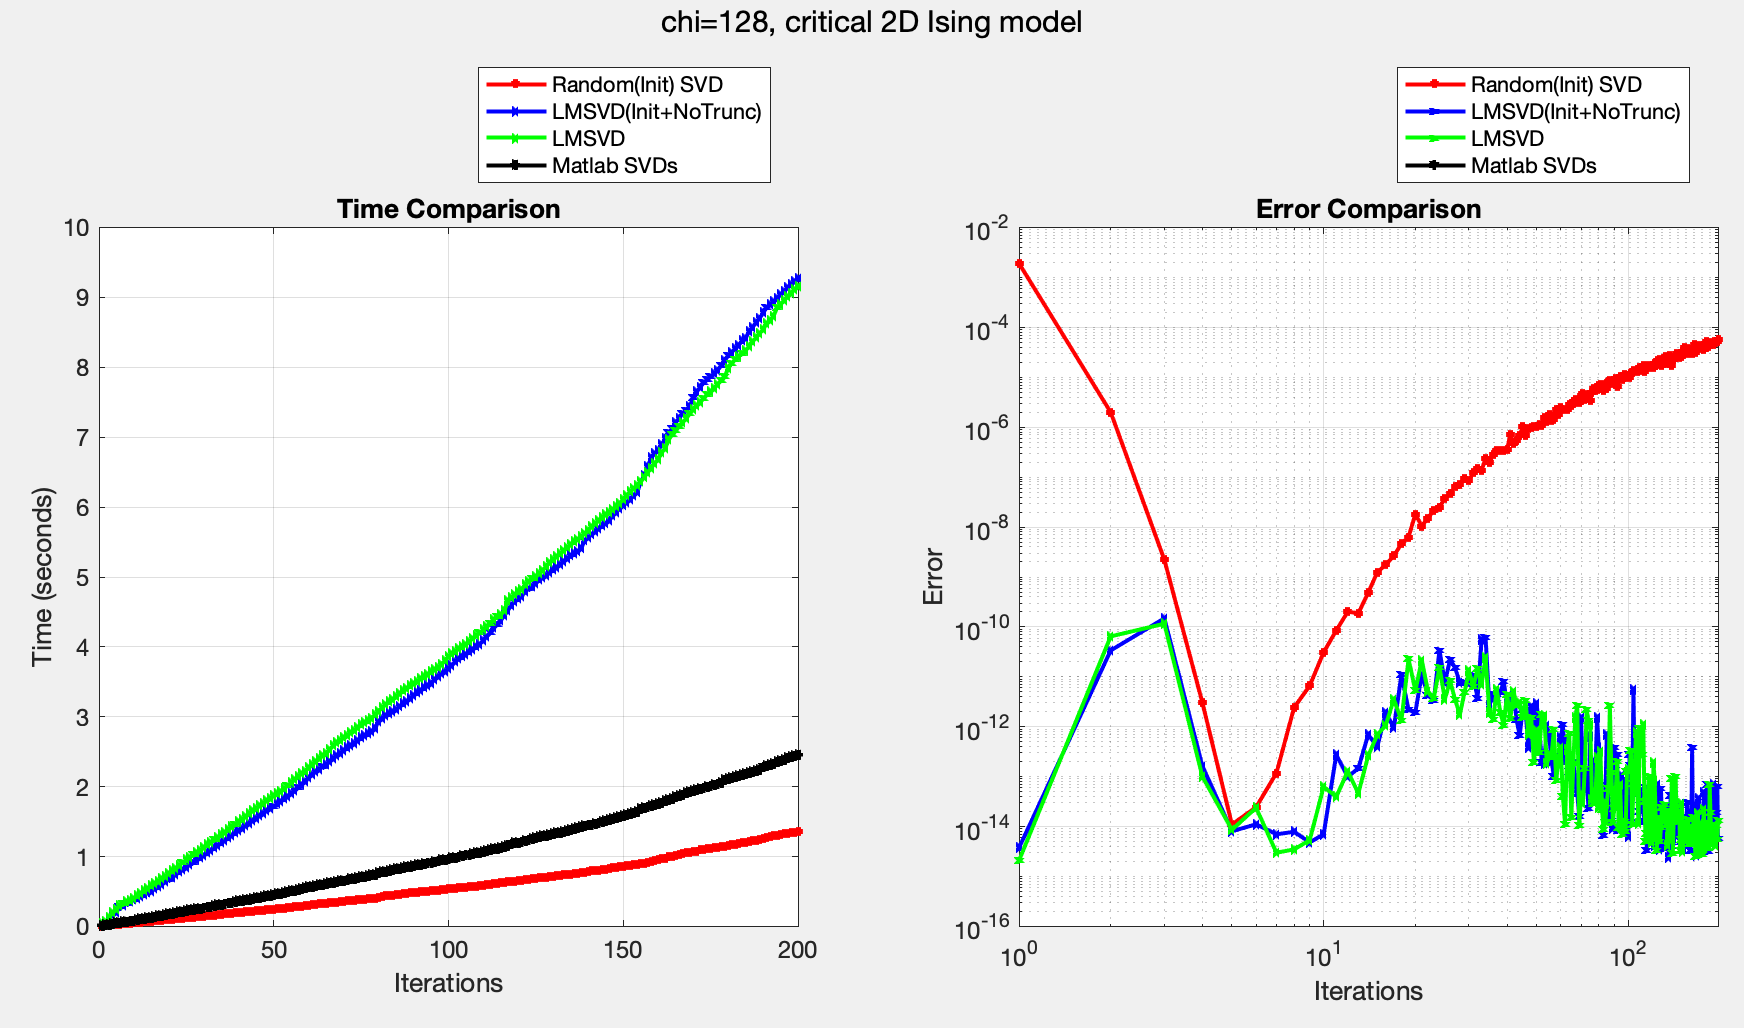 chi=128, critical 2D Ising model
Random(Init) SVD
LMSVD(Init+NoTrunc)
LMSVD
Matlab SVDs
Time Comparison
10
9
8
7
6
5
4
3
2
1
0
0 50 100 150 200
Time (seconds)
Iterations
Random(Init) SVD
LMSVD(Init+NoTrunc)
LMSVD
Matlab SVDs
Error Comparison
10^-2
10^-4
10^-6
10^-8
10^-10
10^-12
10^-14
10^-16
10^0 10^1 10^2
Error
Iterations